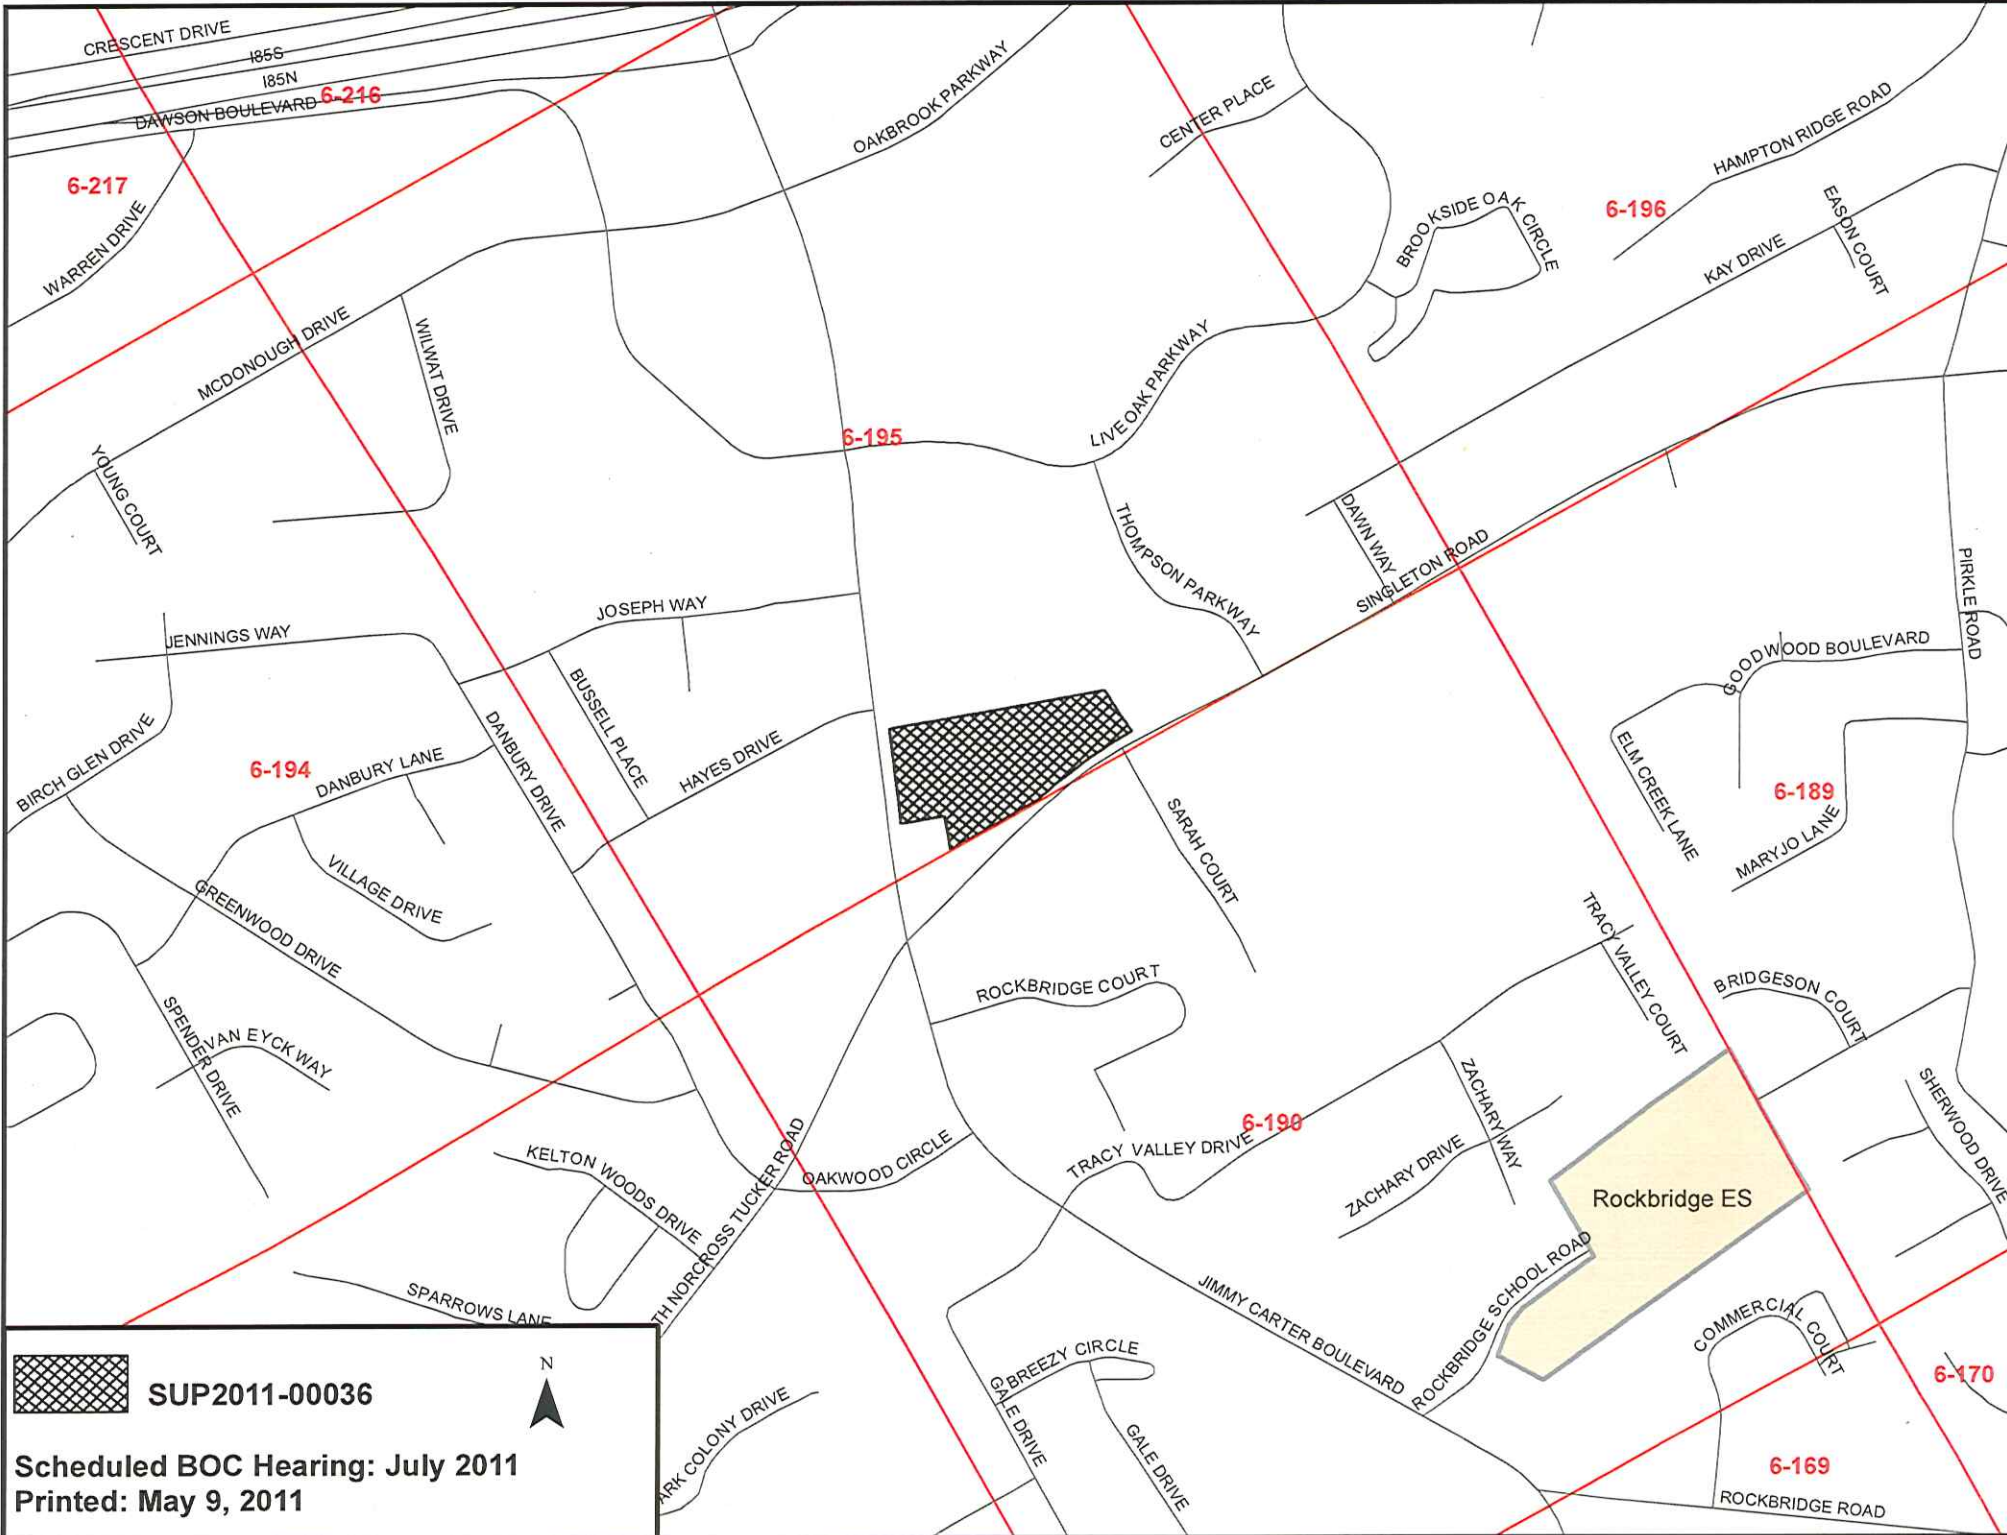 CRESCENT DRIVE
I85S
I85N
DAWSON BOULEVARD
6-216
6-217
WARREN DRIVE
OAKBROOK PARKWAY
CENTER PLACE
HAMPTON RIDGE ROAD
6-196
BROOKSIDE OAK CIRCLE
EASON COURT
KAY DRIVE
MCDONOUGH DRIVE
WILWAT DRIVE
LIVE OAK PARKWAY
6-195
YOUNG COURT
THOMPSON PARKWAY
DAWN WAY
SINGLETON ROAD
PIRKLE ROAD
JOSEPH WAY
JENNINGS WAY
GOODWOOD BOULEVARD
BUSSELL PLACE
BIRCH GLEN DRIVE
DANBURY DRIVE
HAYES DRIVE
6-194
DANBURY LANE
ELM CREEK LANE
6-189
MARYJO LANE
SARAH COURT
VILLAGE DRIVE
GREENWOOD DRIVE
TRACY VALLEY COURT
ROCKBRIDGE COURT
BRIDGESON COURT
SPENDER DRIVE
VAN EYCK WAY
ZACHARY WAY
SHERWOOD DRIVE
6-190
TRACY VALLEY DRIVE
ZACHARY DRIVE
KELTON WOODS DRIVE
OAKWOOD CIRCLE
TH NORCROSS TUCKER ROAD
Rockbridge ES
ROCKBRIDGE SCHOOL ROAD
SPARROWS LANE
JIMMY CARTER BOULEVARD
COMMERCIAL COURT
BREEZY CIRCLE
GALE DRIVE
GALE DRIVE
6-170
6-169
ROCKBRIDGE ROAD
ARK COLONY DRIVE
N
SUP2011-00036
Scheduled BOC Hearing: July 2011
Printed: May 9, 2011